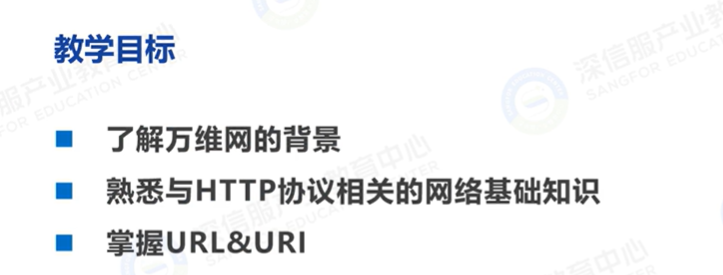 教学目标
了解万维网的背景
熟悉与HTTP协议相关的网络基础知识
掌握URL&URI
深信服产业教育中心
SANGFOR EDUCATION CENTER